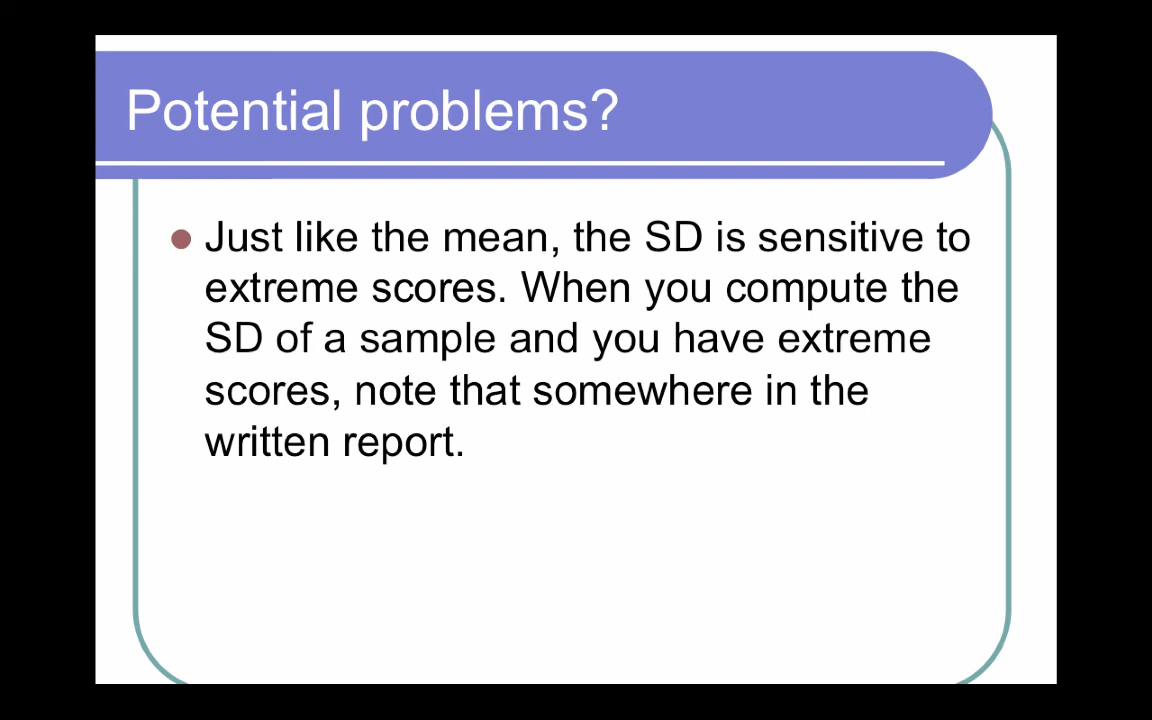 Potential problems?
Just like the mean, the SD is sensitive to
extreme scores. When you compute the
SD of a sample and you have extreme
scores, note that somewhere in the
written report.